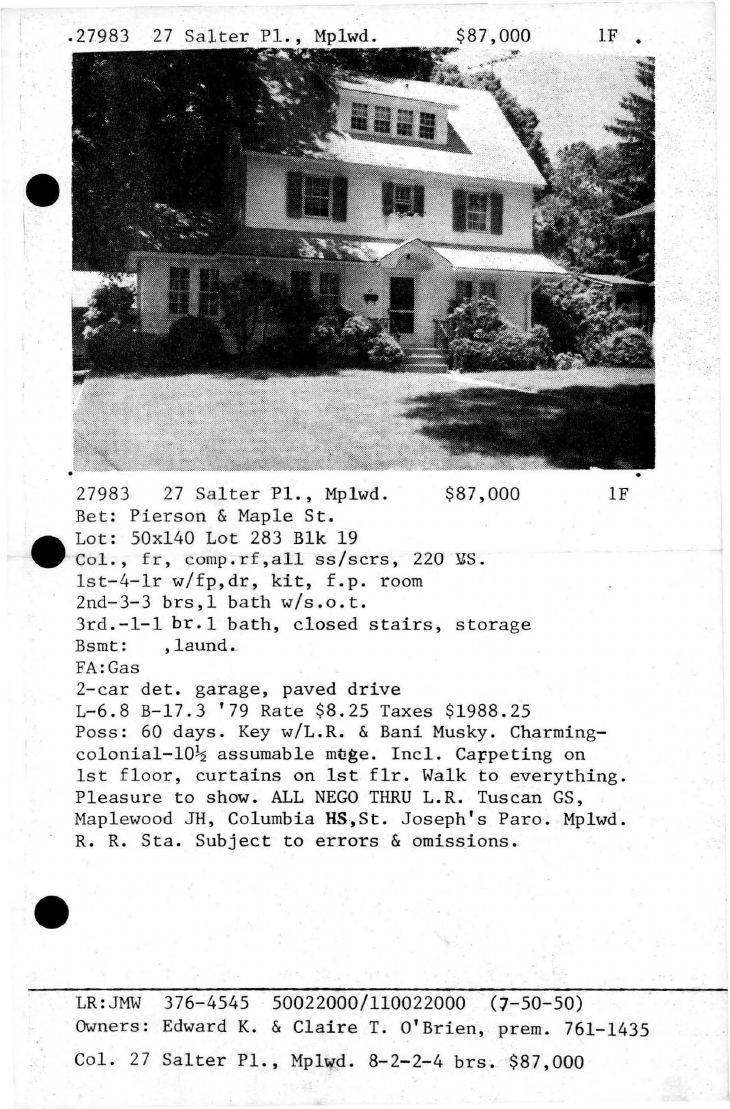 .27983 27 Salter Pl., Mplwd. $87,000 1F .
27983 27 Salter Pl., Mplwd. $87,000 1F
Bet: Pierson & Maple St.
Lot: 50x140 Lot 283 Blk 19
Col., fr, comp.rf,all ss/scrs, 220 WS.
1st-4-lr w/fp,dr, kit, f.p. room
2nd-3-3 brs,1 bath w/s.o.t.
3rd.-1-1 br.1 bath, closed stairs, storage
Bsmt: ,laund.
FA:Gas
2-car det. garage, paved drive
L-6.8 B-17.3 '79 Rate $8.25 Taxes $1988.25
Poss: 60 days. Key w/L.R. & Bani Musky. Charming-
colonial-10½ assumable mtge. Incl. Carpeting on
1st floor, curtains on 1st flr. Walk to everything.
Pleasure to show. ALL NEGO THRU L.R. Tuscan GS,
Maplewood JH, Columbia HS,St. Joseph's Paro. Mplwd.
R. R. Sta. Subject to errors & omissions.
LR:JMW 376-4545 50022000/110022000 (7-50-50)
Owners: Edward K. & Claire T. O'Brien, prem. 761-1435
Col. 27 Salter Pl., Mplwd. 8-2-2-4 brs. $87,000